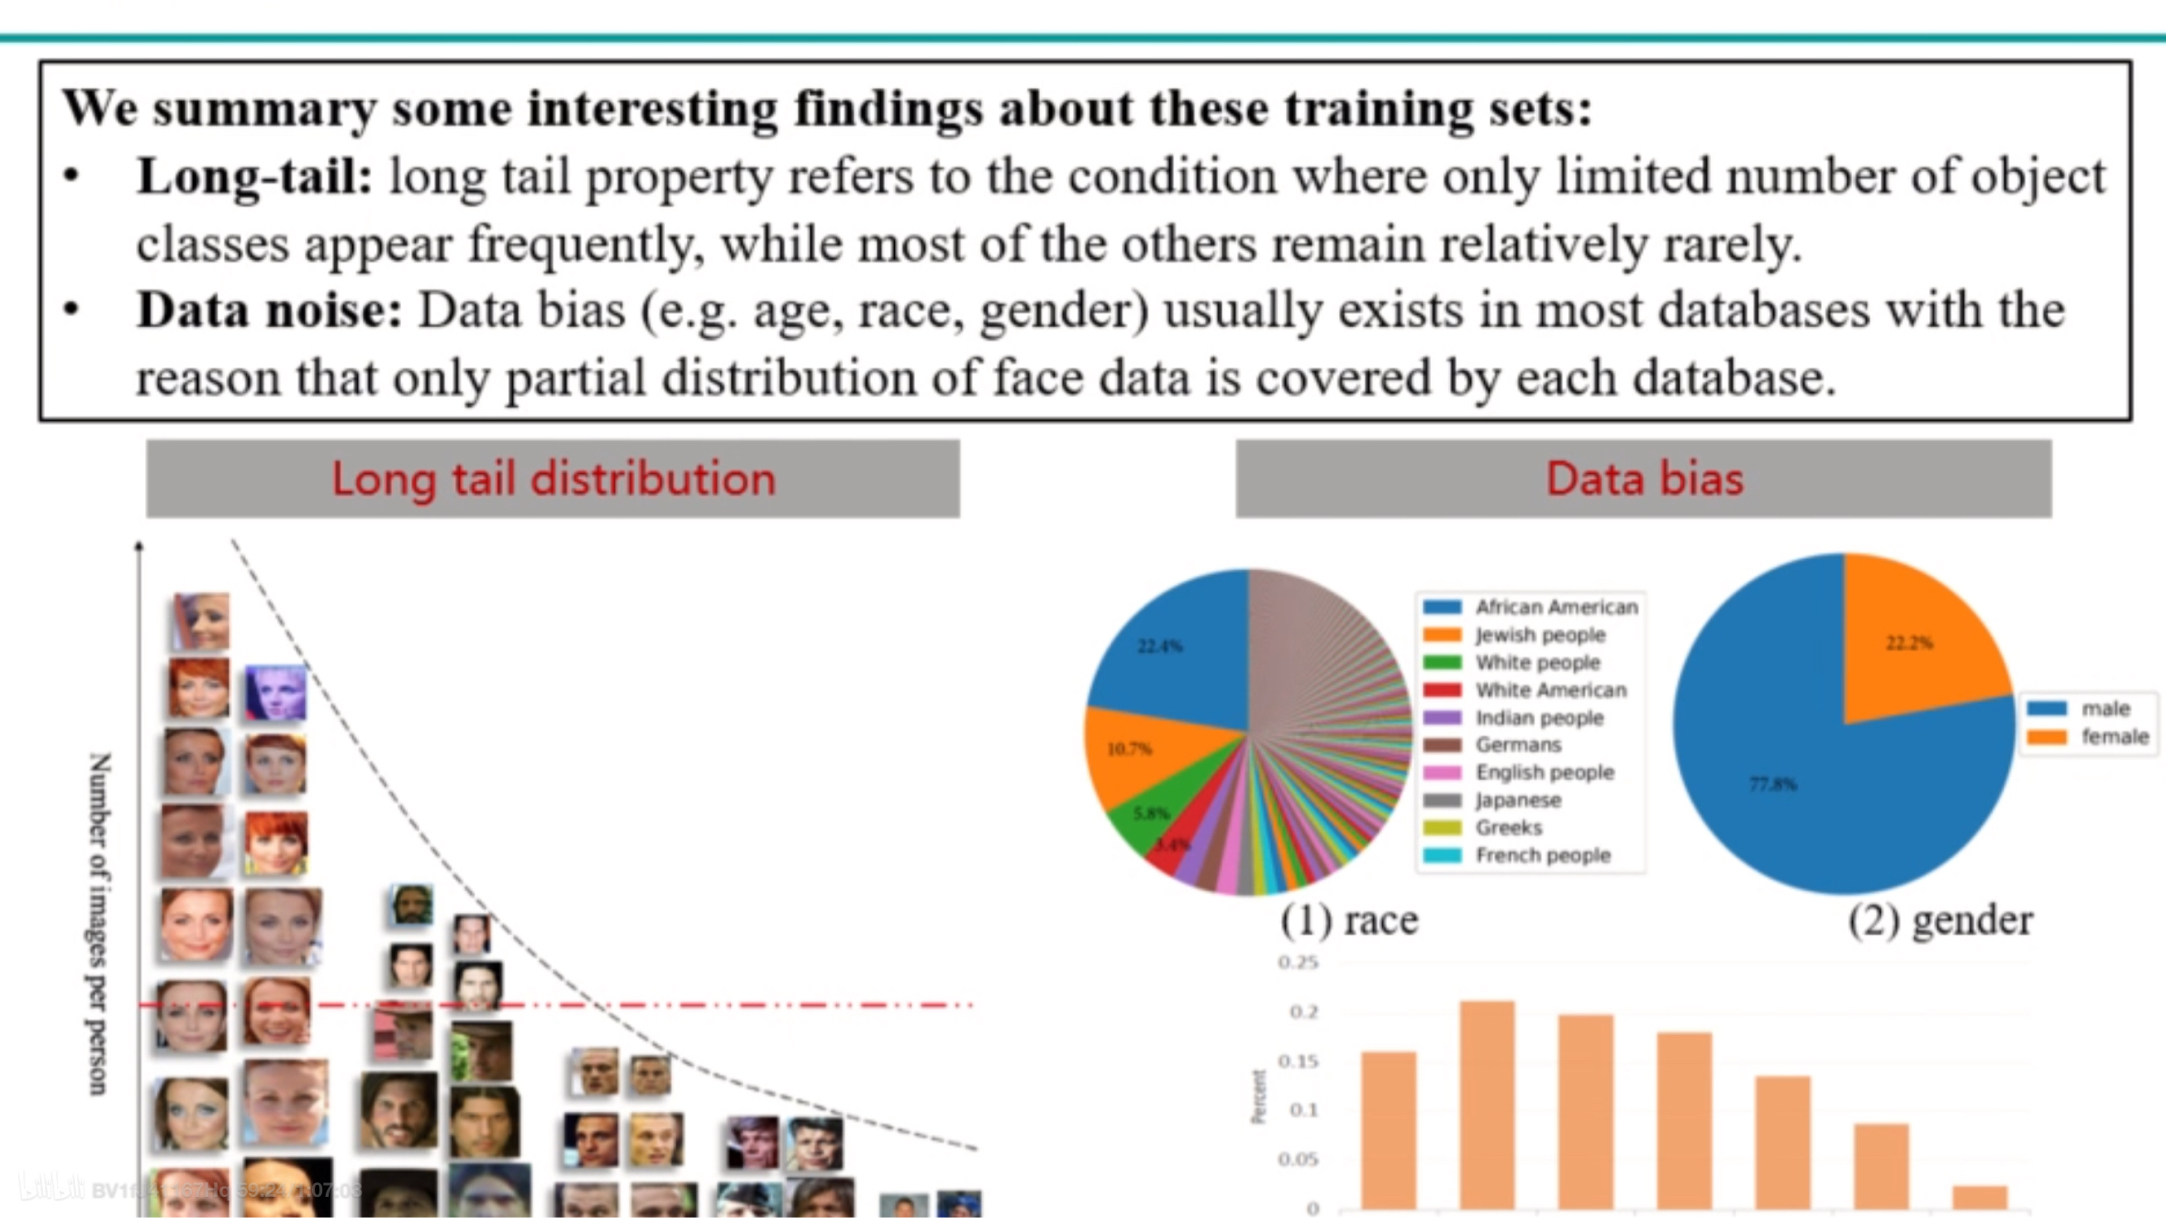 We summary some interesting findings about these training sets:
• Long-tail: long tail property refers to the condition where only limited number of object
classes appear frequently, while most of the others remain relatively rarely.
• Data noise: Data bias (e.g. age, race, gender) usually exists in most databases with the
reason that only partial distribution of face data is covered by each database.
Long tail distribution
Number of images per person
Data bias
22.4%
10.7%
5.8%
3.4%
African American
Jewish people
White people
White American
Indian people
Germans
English people
Japanese
Greeks
French people
(1) race
22.2%
77.8%
male
female
(2) gender
Percent
0.25
0.2
0.15
0.1
0.05
0
bilibili